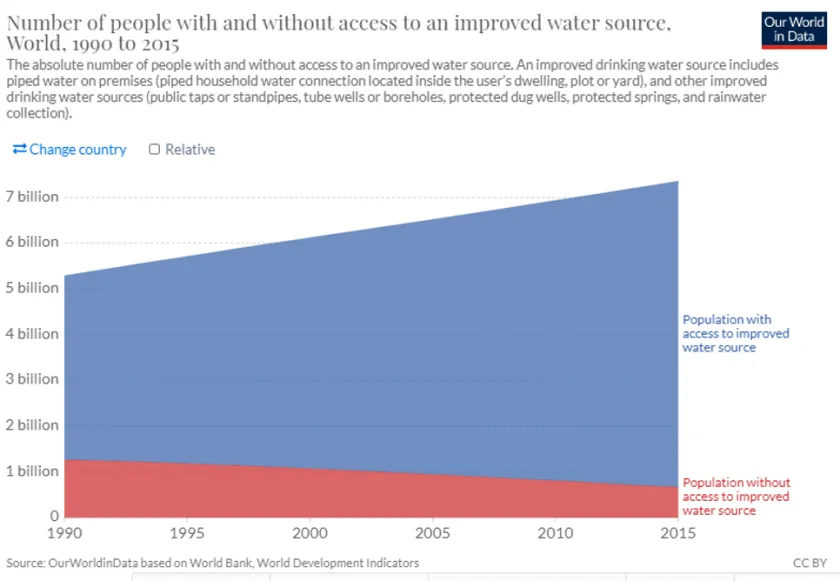 Number of people with and without access to an improved water source,
World, 1990 to 2015
Our World
in Data
The absolute number of people with and without access to an improved water source. An improved drinking water source includes
piped water on premises (piped household water connection located inside the user's dwelling, plot or yard), and other improved
drinking water sources (public taps or standpipes, tube wells or boreholes, protected dug wells, protected springs, and rainwater
collection).
Change country
Relative
7 billion
6 billion
5 billion
4 billion
3 billion
2 billion
1 billion
0
Population with
access to improved
water source
Population without
access to improved
water source
1990
1995
2000
2005
2010
2015
Source: OurWorldinData based on World Bank, World Development Indicators
CC BY